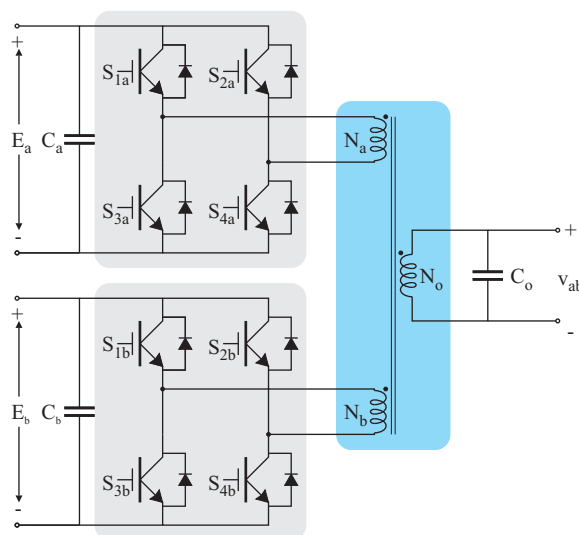 +
S1a
S2a
Ea
Ca
Na
S3a
S4a
-
+
No
Co
vab
-
+
S1b
S2b
Eb
Cb
Nb
S3b
S4b
-